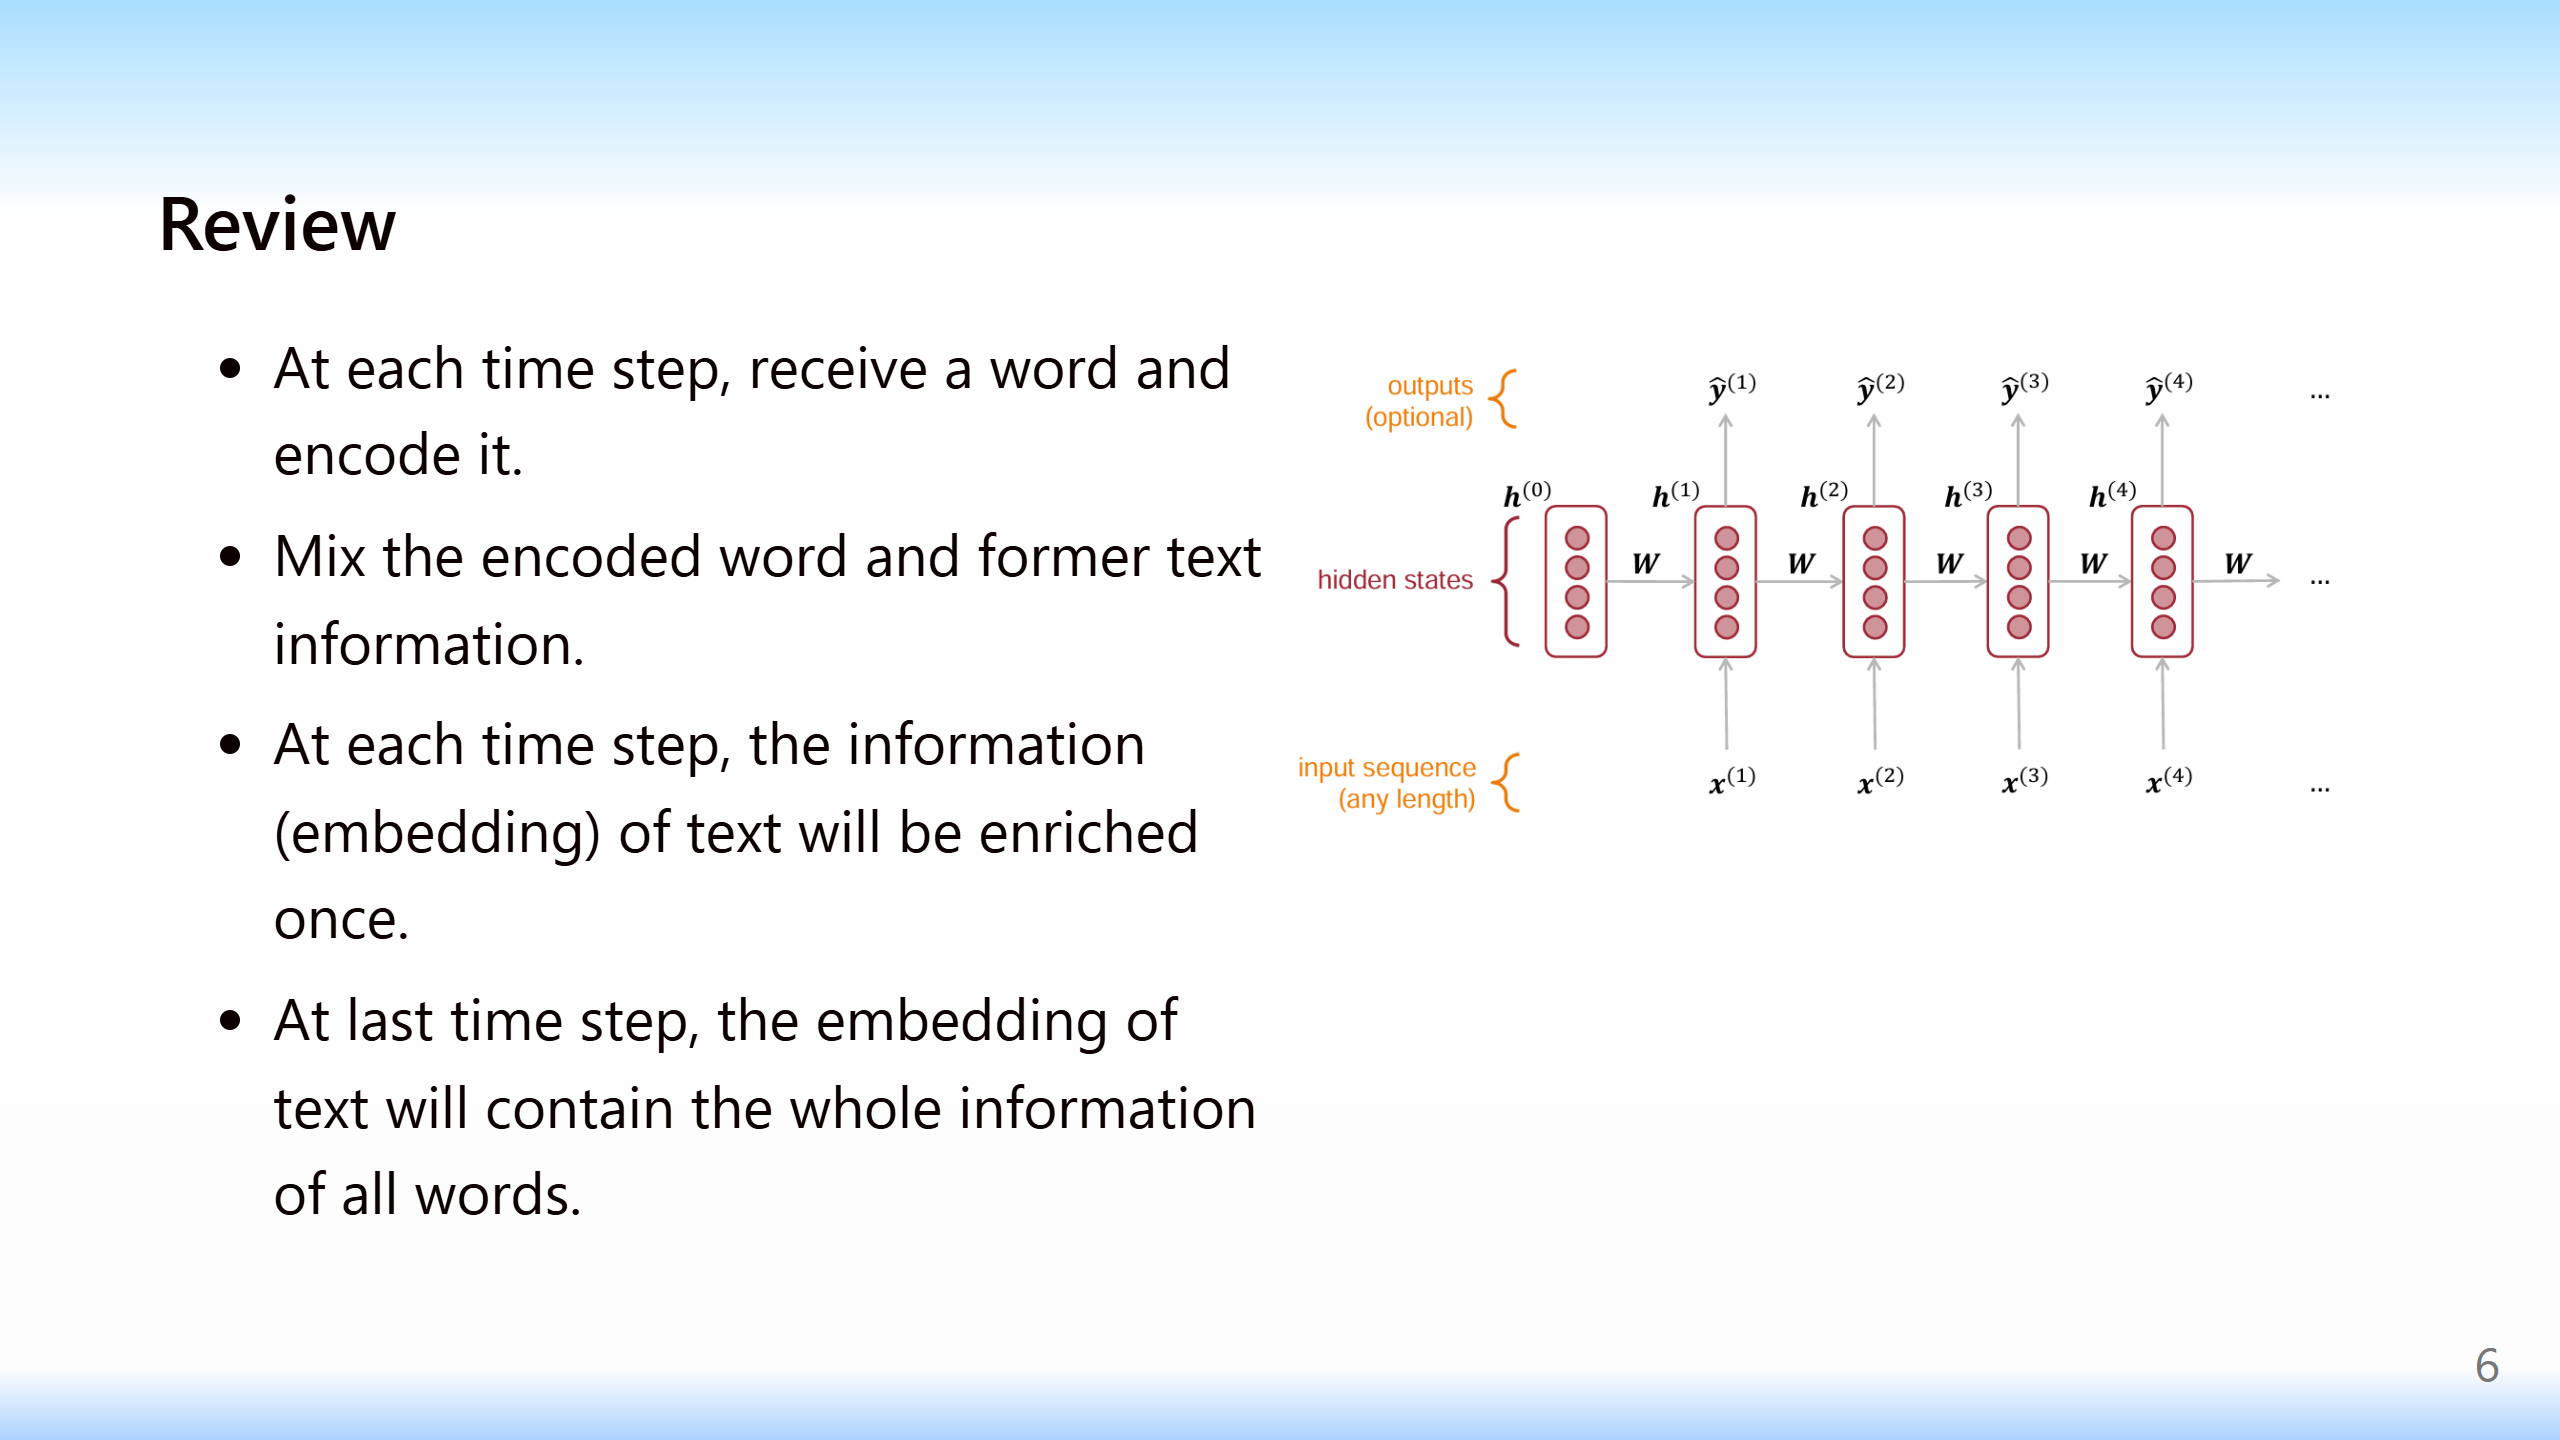 Review
• At each time step, receive a word and
encode it.
• Mix the encoded word and former text
information.
• At each time step, the information
(embedding) of text will be enriched
once.
• At last time step, the embedding of
text will contain the whole information
of all words.
outputs
(optional)
ŷ⁽¹⁾ ŷ⁽²⁾ ŷ⁽³⁾ ŷ⁽⁴⁾ ...
h⁽⁰⁾ h⁽¹⁾ h⁽²⁾ h⁽³⁾ h⁽⁴⁾
W W W W W
hidden states ...
input sequence
(any length)
x⁽¹⁾ x⁽²⁾ x⁽³⁾ x⁽⁴⁾ ...
6